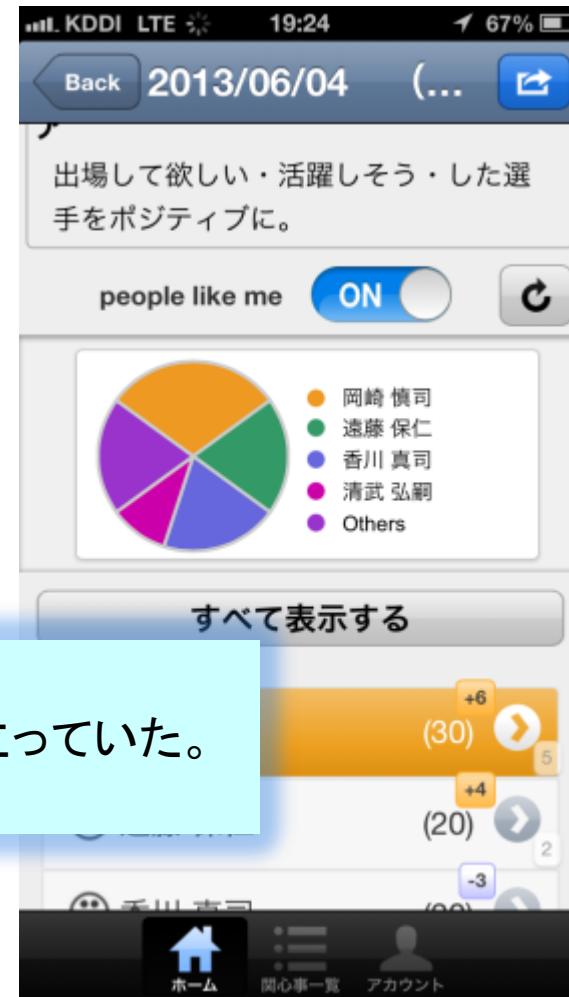 KDDI LTE 19:24 67%
Back 2013/06/04 (...
出場して欲しい・活躍しそう・した選
手をポジティブに。
people like me ON
岡崎 慎司
遠藤 保仁
香川 真司
清武 弘嗣
Others
すべて表示する
+6
(30)
5
っていた。
+4
(20)
2
-3
香川 真司
ホーム 関心事一覧 アカウント